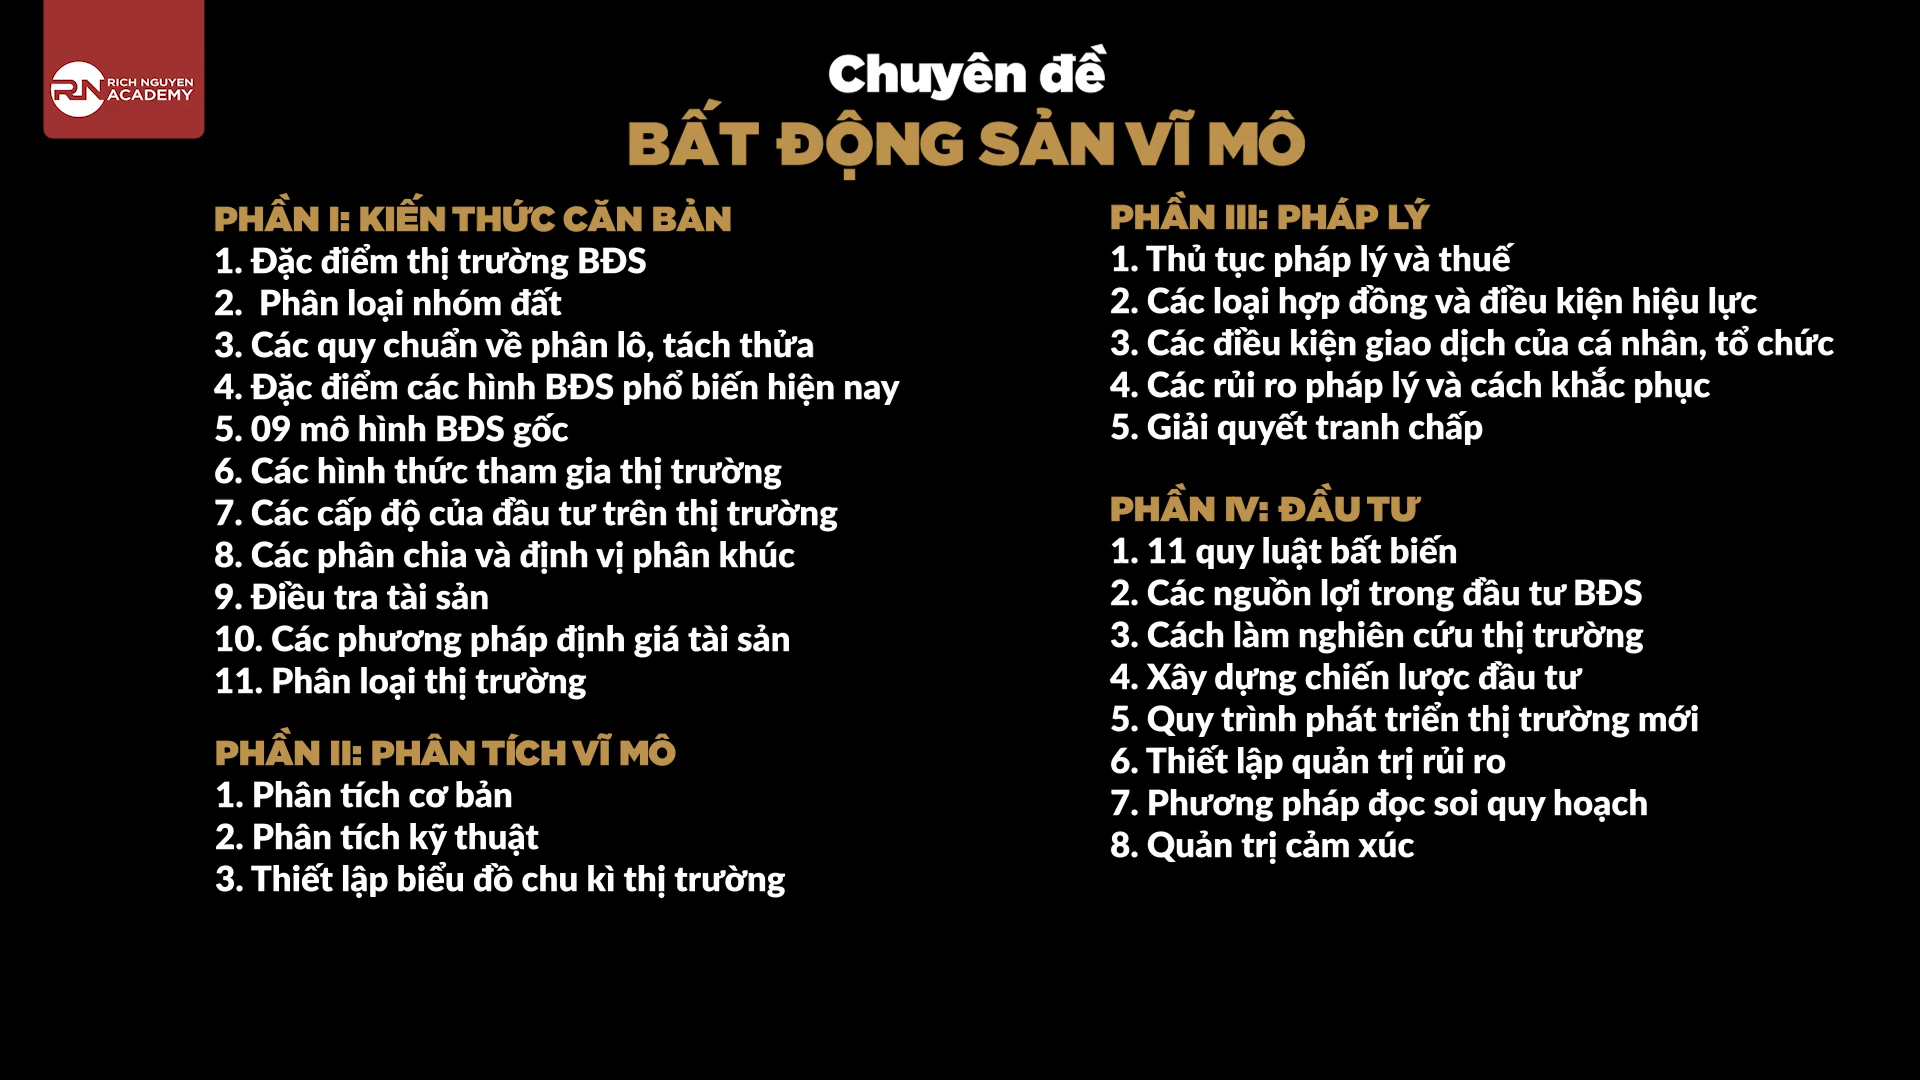 RICH NGUYEN
RN ACADEMY
Chuyên đề
BẤT ĐỘNG SẢN VĨ MÔ
PHẦN I: KIẾN THỨC CĂN BẢN
1. Đặc điểm thị trường BĐS
2. Phân loại nhóm đất
3. Các quy chuẩn về phân lô, tách thửa
4. Đặc điểm các hình BĐS phổ biến hiện nay
5. 09 mô hình BĐS gốc
6. Các hình thức tham gia thị trường
7. Các cấp độ của đầu tư trên thị trường
8. Các phân chia và định vị phân khúc
9. Điều tra tài sản
10. Các phương pháp định giá tài sản
11. Phân loại thị trường
PHẦN II: PHÂN TÍCH VĨ MÔ
1. Phân tích cơ bản
2. Phân tích kỹ thuật
3. Thiết lập biểu đồ chu kì thị trường
PHẦN III: PHÁP LÝ
1. Thủ tục pháp lý và thuế
2. Các loại hợp đồng và điều kiện hiệu lực
3. Các điều kiện giao dịch của cá nhân, tổ chức
4. Các rủi ro pháp lý và cách khắc phục
5. Giải quyết tranh chấp
PHẦN IV: ĐẦU TƯ
1. 11 quy luật bất biến
2. Các nguồn lợi trong đầu tư BĐS
3. Cách làm nghiên cứu thị trường
4. Xây dựng chiến lược đầu tư
5. Quy trình phát triển thị trường mới
6. Thiết lập quản trị rủi ro
7. Phương pháp đọc soi quy hoạch
8. Quản trị cảm xúc